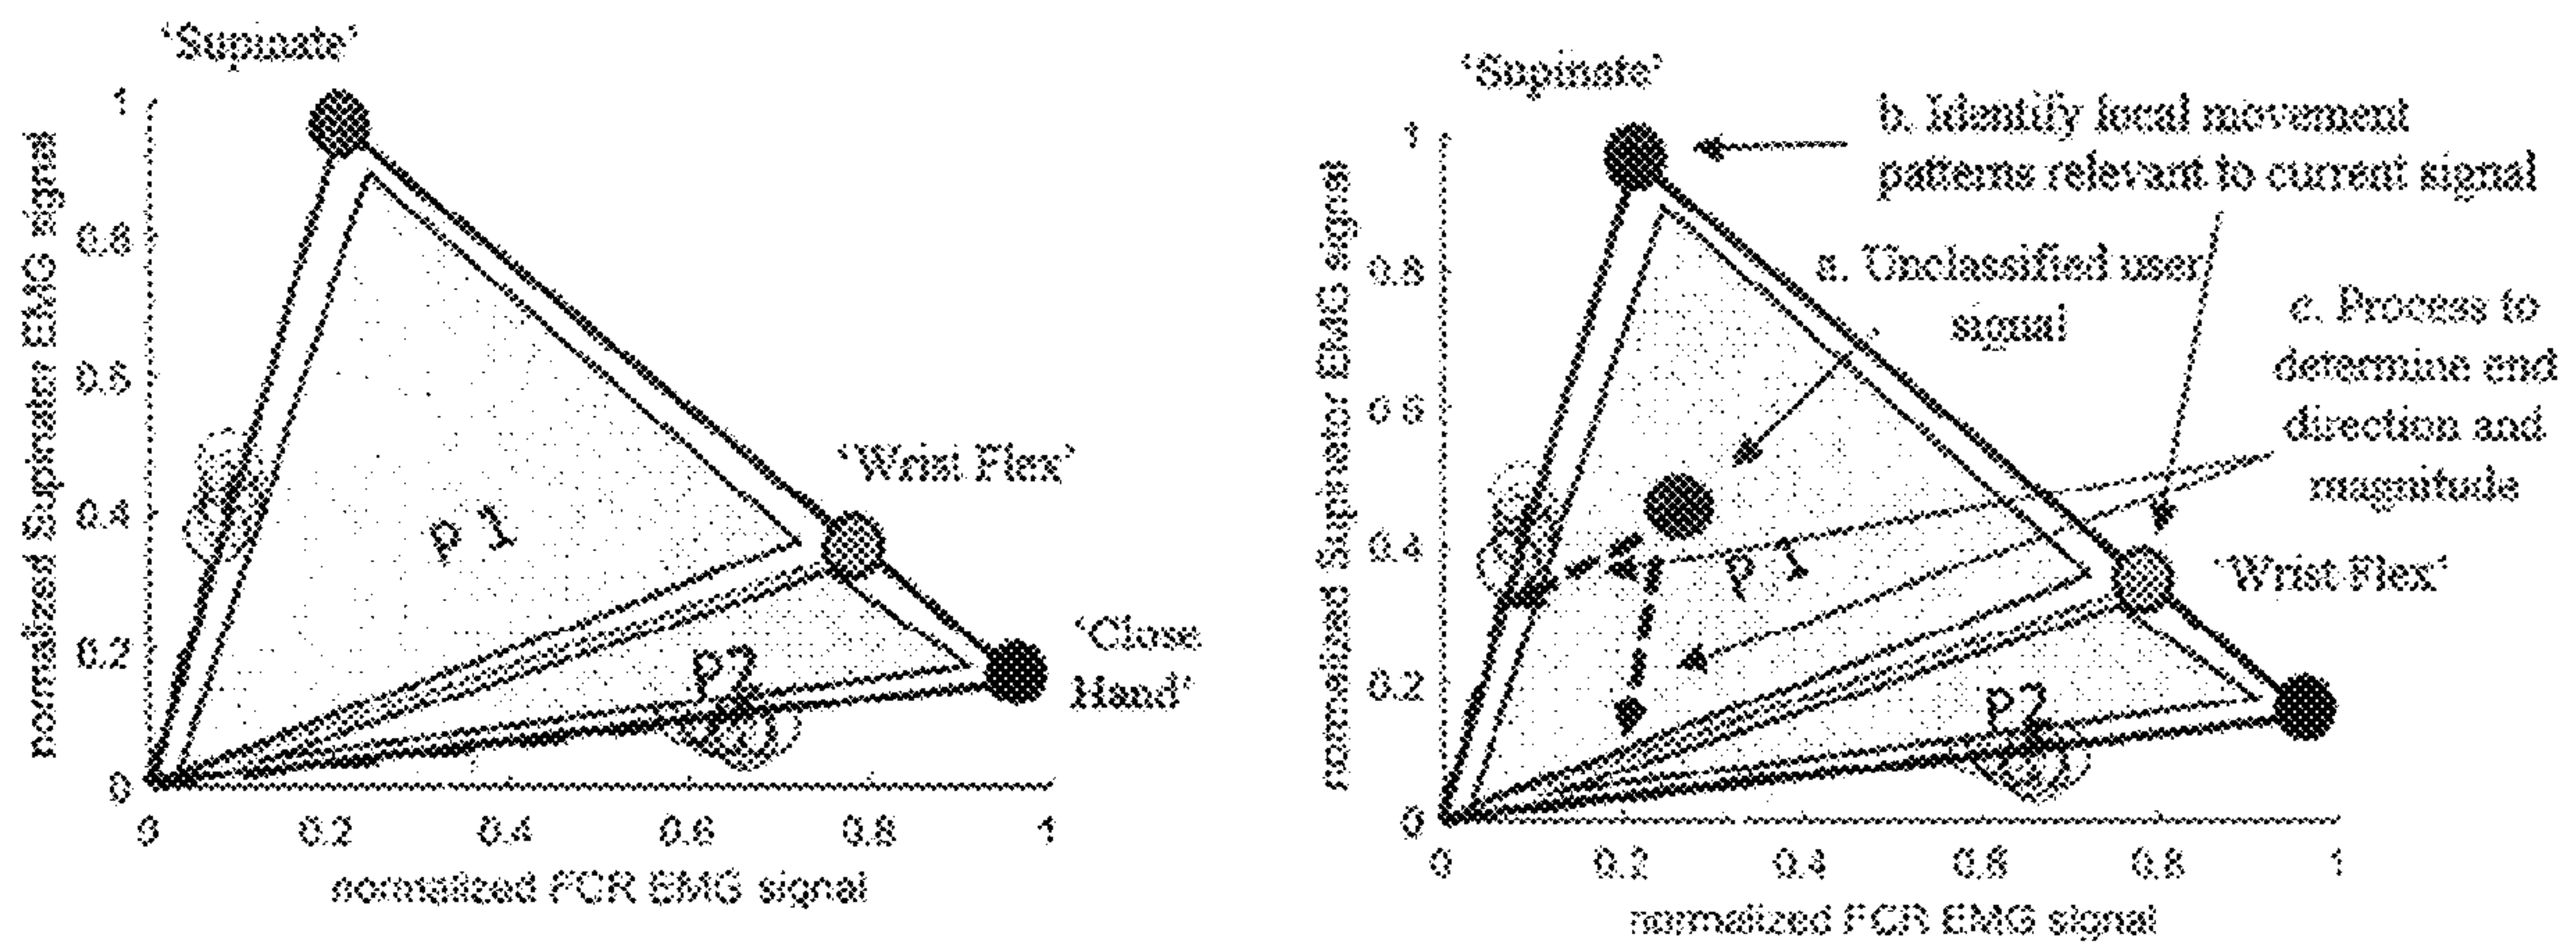 ‘Supinate’
1
0.8
0.6
0.4
0.2
0
normalized Supinator EMG signal
P 1
P2
‘Wrist Flex’
‘Close
Hand’
0 0.2 0.4 0.6 0.8 1
normalized FCR EMG signal
‘Supinate’
b. Identify local movement
patterns relevant to current signal
a. Unclassified user
signal
c. Process to
determine end
direction and
magnitude
1
0.8
0.6
0.4
0.2
0
normalized Supinator EMG signal
P 1
P2
‘Wrist Flex’
0 0.2 0.4 0.6 0.8 1
normalized FCR EMG signal